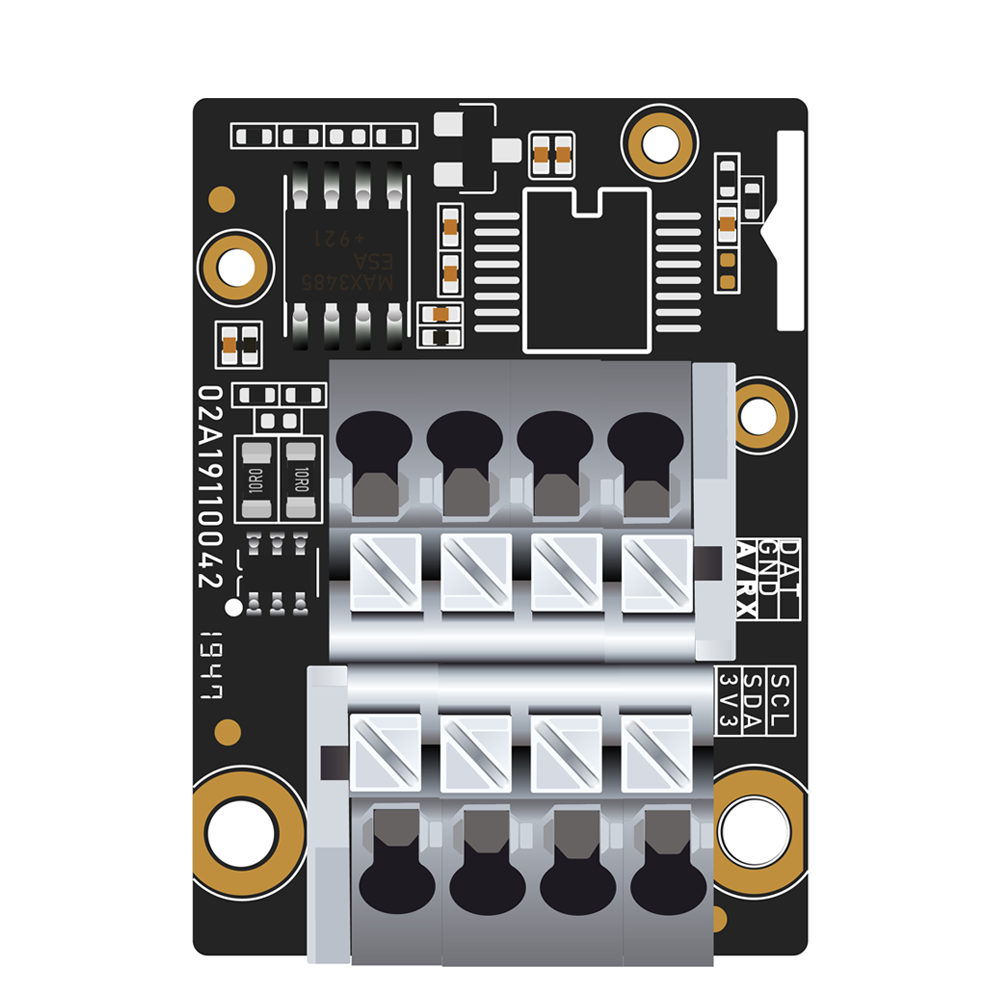 MAX3485
ESA
+921
02A19110042
10R0
10R0
1947
DAT
GND
A/RX
SCL
SDA
3V3